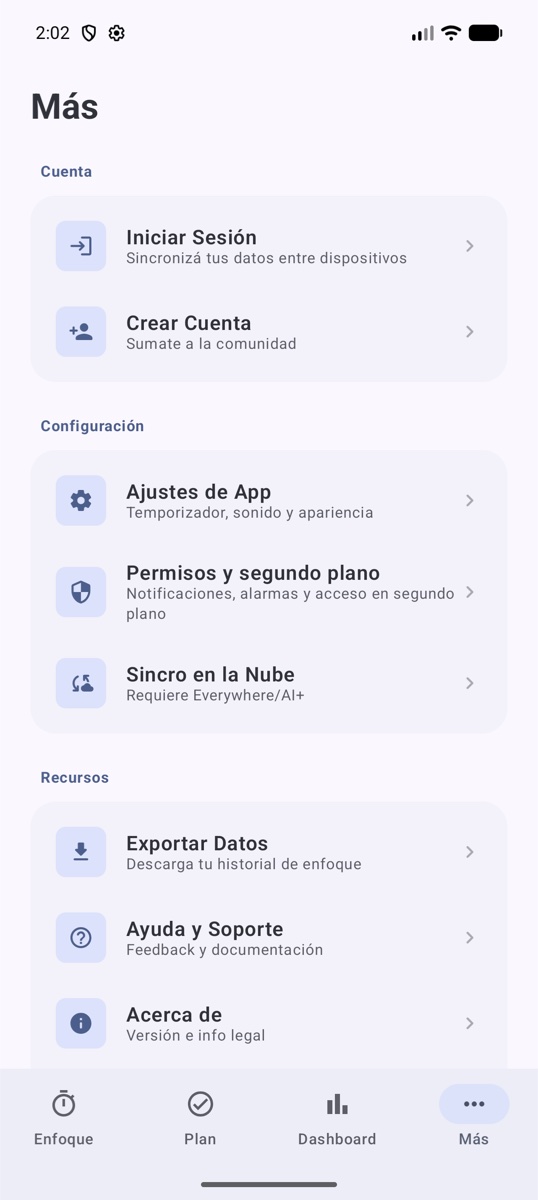 2:02
Más
Cuenta
Iniciar Sesión
Sincronizá tus datos entre dispositivos
Crear Cuenta
Sumate a la comunidad
Configuración
Ajustes de App
Temporizador, sonido y apariencia
Permisos y segundo plano
Notificaciones, alarmas y acceso en segundo
plano
Sincro en la Nube
Requiere Everywhere/AI+
Recursos
Exportar Datos
Descarga tu historial de enfoque
Ayuda y Soporte
Feedback y documentación
Acerca de
Versión e info legal
Enfoque
Plan
Dashboard
Más